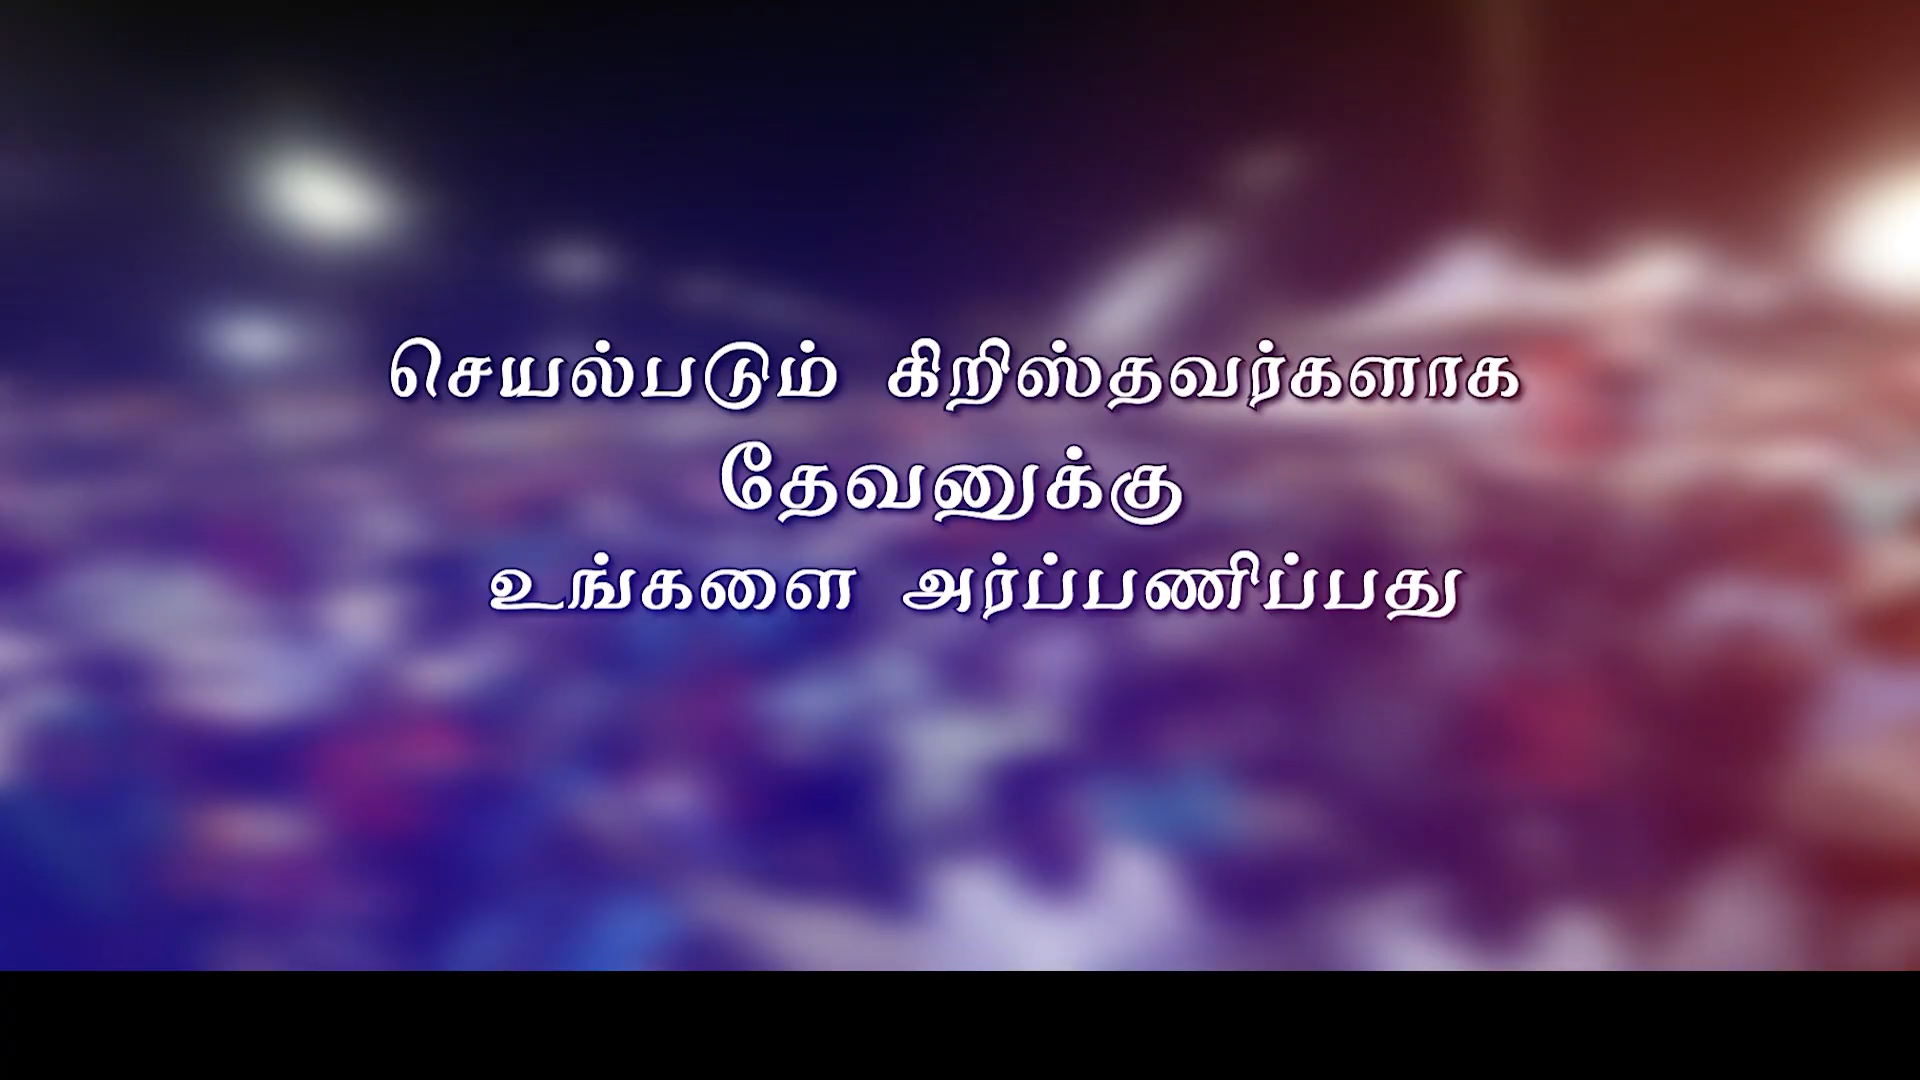 செயல்படும் கிறிஸ்தவர்களாக
தேவனுக்கு
உங்களை அர்ப்பணிப்பது